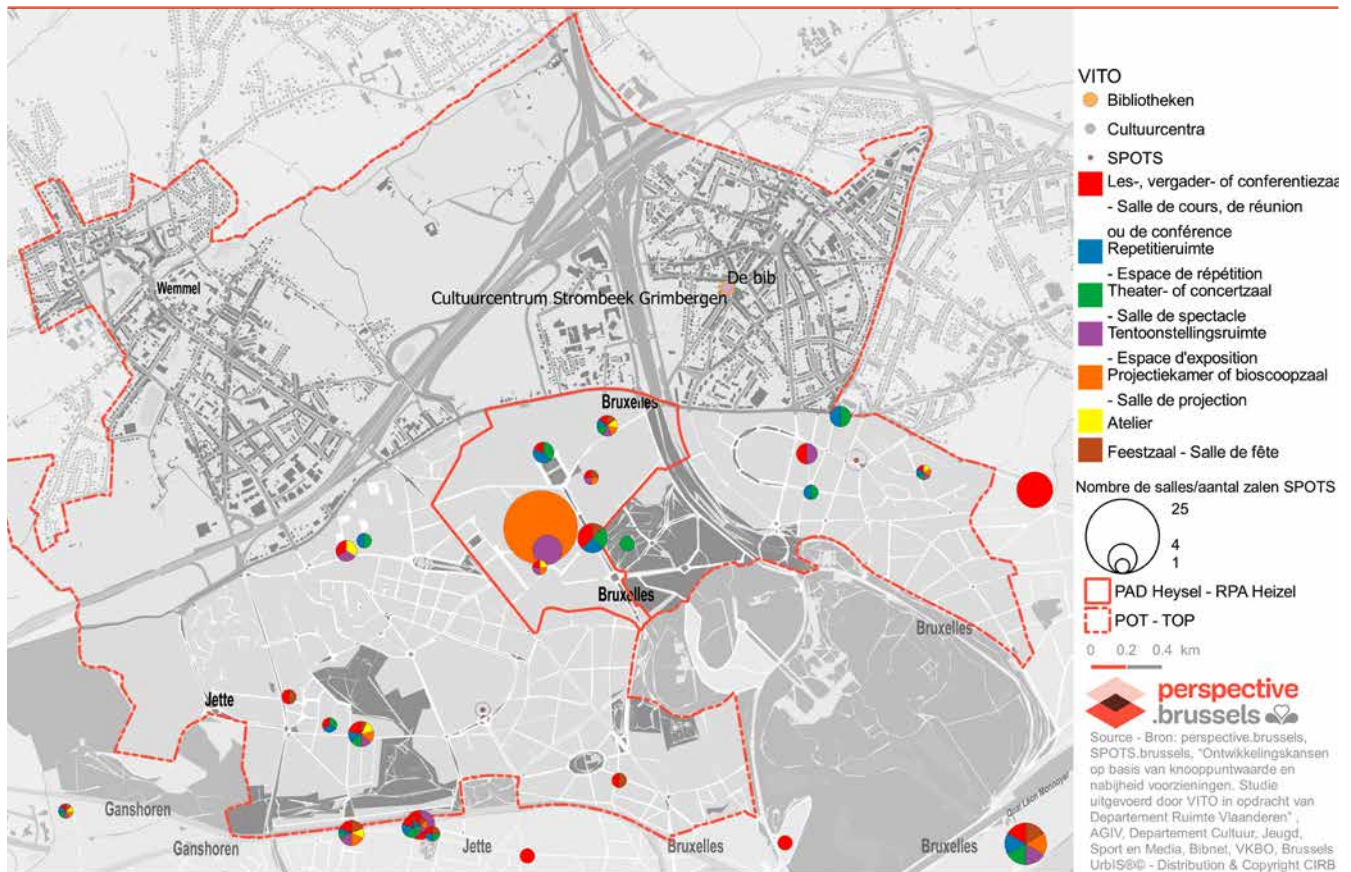 Wemmel
De bib
Cultuurcentrum Strombeek Grimbergen
Bruxelles
Bruxelles
Bruxelles
Jette
Ganshoren
Ganshoren
Jette
Bruxelles
Bruxelles
Quai Léon Monnoyer
VITO
Bibliotheken
Cultuurcentra
SPOTS
Les-, vergader- of conferentiezaa
- Salle de cours, de réunion
ou de conférence
Repetitieruimte
- Espace de répétition
Theater- of concertzaal
- Salle de spectacle
Tentoonstellingsruimte
- Espace d'exposition
Projectiekamer of bioscoopzaal
- Salle de projection
Atelier
Feestzaal - Salle de fête
Nombre de salles/aantal zalen SPOTS
25
4
1
PAD Heysel - RPA Heizel
POT - TOP
0 0.2 0.4 km
perspective
.brussels
Source - Bron: perspective.brussels,
SPOTS.brussels, "Ontwikkelingskansen
op basis van knooppuntwaarde en
nabijheid voorzieningen. Studie
uitgevoerd door VITO in opdracht van
Departement Ruimte Vlaanderen" ,
AGIV, Departement Cultuur, Jeugd,
Sport en Media, Bibnet, VKBO, Brussels
UrbIS®© - Distribution & Copyright CIRB